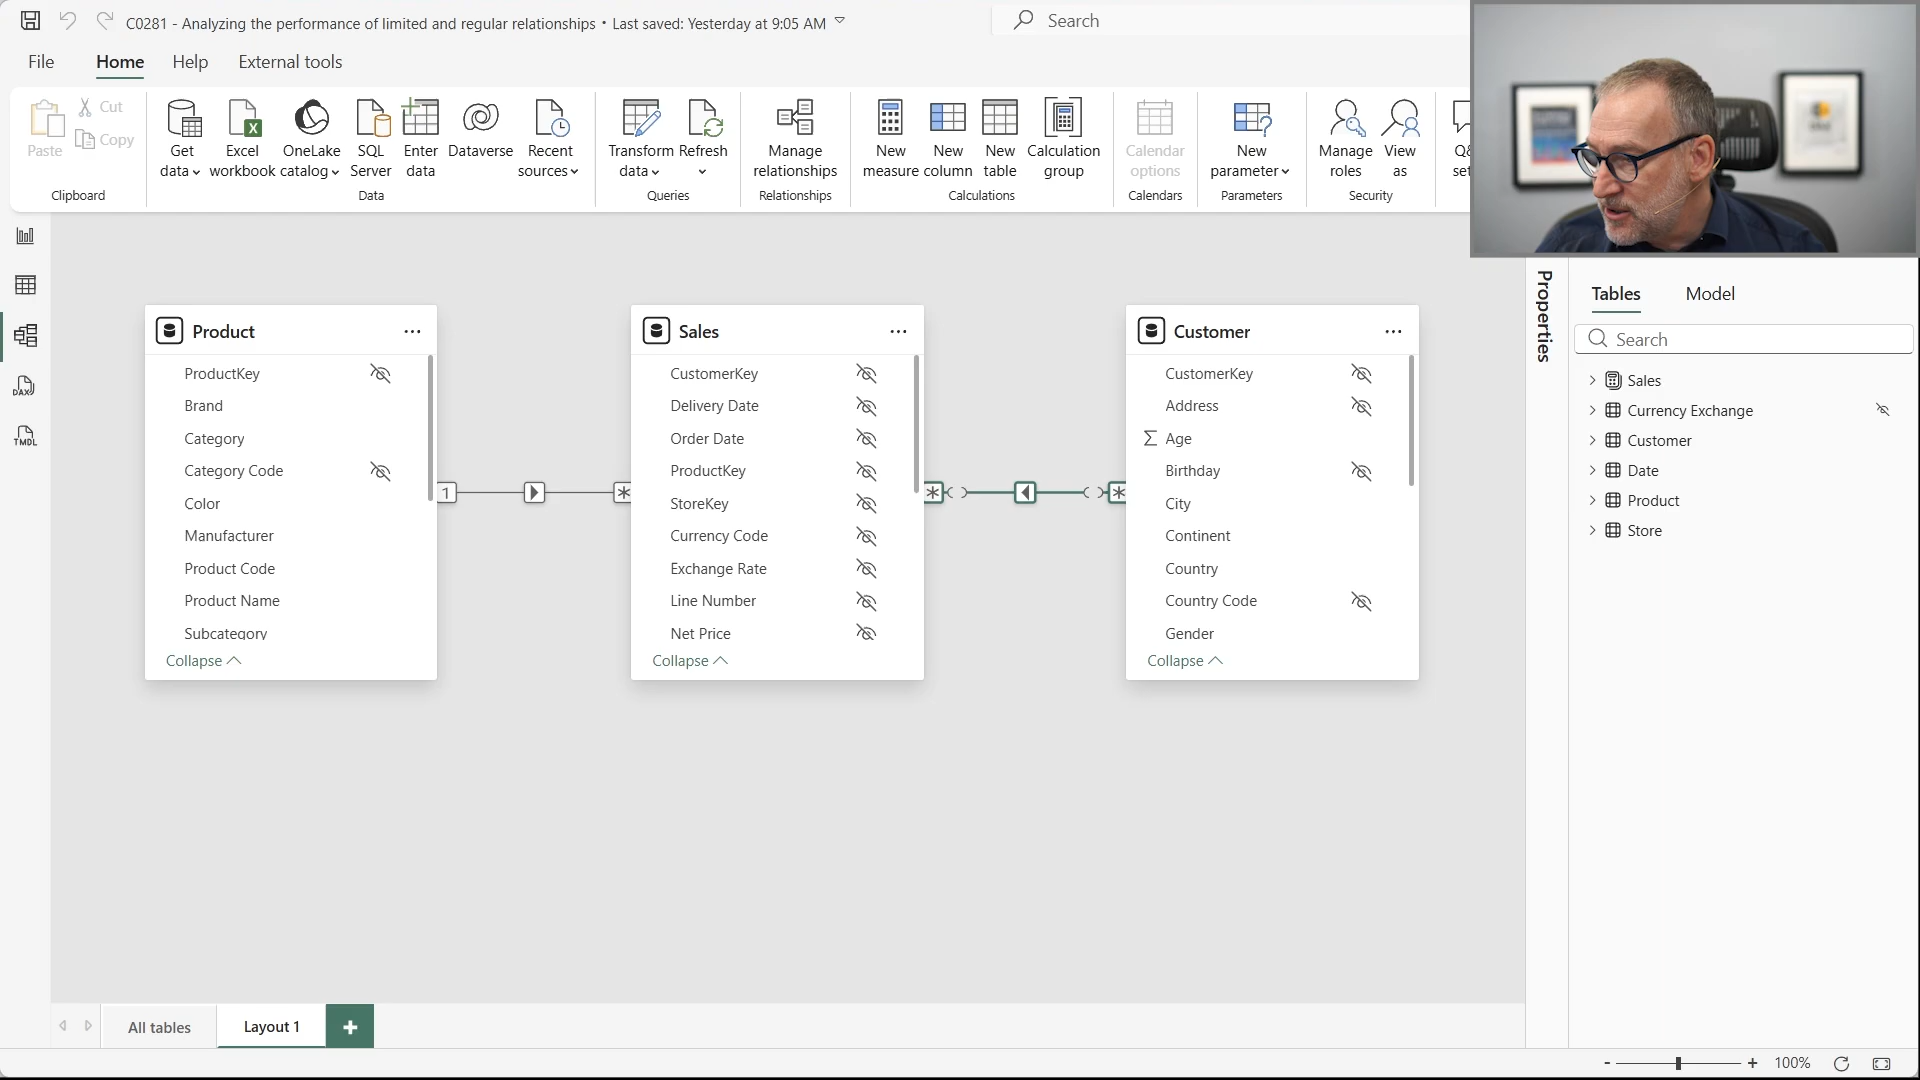 C0281 - Analyzing the performance of limited and regular relationships • Last saved: Yesterday at 9:05 AM
Search
File Home Help External tools
Paste
Cut
Copy
Clipboard
Get data
Excel workbook
OneLake catalog
SQL Server
Enter data
Dataverse
Recent sources
Data
Transform data
Refresh
Queries
Manage relationships
Relationships
New measure
New column
New table
Calculation group
Calculations
Calendar options
Calendars
New parameter
Parameters
Manage roles
View as
Security
Product
ProductKey
Brand
Category
Category Code
Color
Manufacturer
Product Code
Product Name
Subcategory
Collapse
1
*
Sales
CustomerKey
Delivery Date
Order Date
ProductKey
StoreKey
Currency Code
Exchange Rate
Line Number
Net Price
Collapse
*
*
Customer
CustomerKey
Address
Σ Age
Birthday
City
Continent
Country
Country Code
Gender
Collapse
Properties
Tables Model
Search
Sales
Currency Exchange
Customer
Date
Product
Store
DAX
TMDL
All tables
Layout 1
+
- + 100%